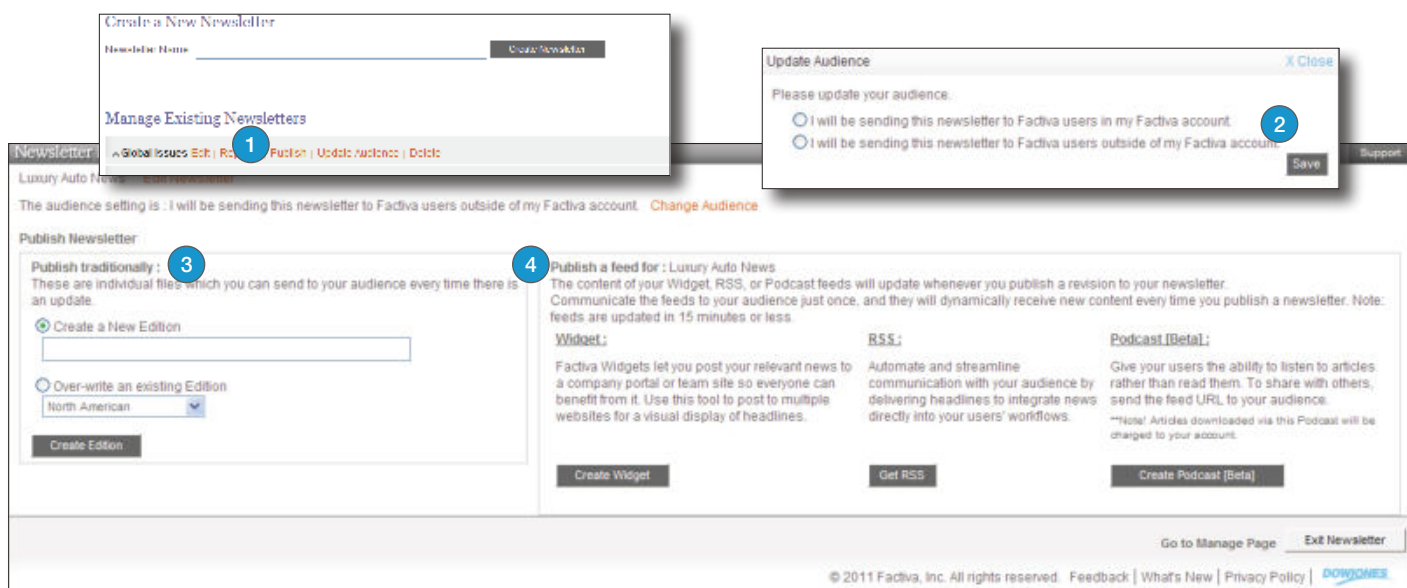 Create a New Newsletter
Newsletter Name
Create Newsletter
Manage Existing Newsletters
Global Issues Edit | Publish | Update Audience | Delete
1
Update Audience
X Close
Please update your audience.
I will be sending this newsletter to Factiva users in my Factiva account
I will be sending this newsletter to Factiva users outside of my Factiva account.
2
Save
Newsletter
Support
Luxury Auto News Edit Newsletter
The audience setting is : I will be sending this newsletter to Factiva users outside of my Factiva account. Change Audience
Publish Newsletter
Publish traditionally :
3
These are individual files which you can send to your audience every time there is
an update.
Create a New Edition
Over-write an existing Edition
North American
Create Edition
4
Publish a feed for : Luxury Auto News
The content of your Widget, RSS, or Podcast feeds will update whenever you publish a revision to your newsletter.
Communicate the feeds to your audience just once, and they will dynamically receive new content every time you publish a newsletter. Note:
feeds are updated in 15 minutes or less.
Widget :
Factiva Widgets let you post your relevant news to
a company portal or team site so everyone can
benefit from it. Use this tool to post to multiple
websites for a visual display of headlines.
Create Widget
RSS :
Automate and streamline
communication with your audience by
delivering headlines to integrate news
directly into your users' workflows.
Get RSS
Podcast [Beta] :
Give your users the ability to listen to articles
rather than read them. To share with others,
send the feed URL to your audience.
**Note! Articles downloaded via this Podcast will be
charged to your account.
Create Podcast [Beta]
Go to Manage Page
Exit Newsletter
© 2011 Factiva, Inc. All rights reserved. Feedback | What's New | Privacy Policy | DOWJONES